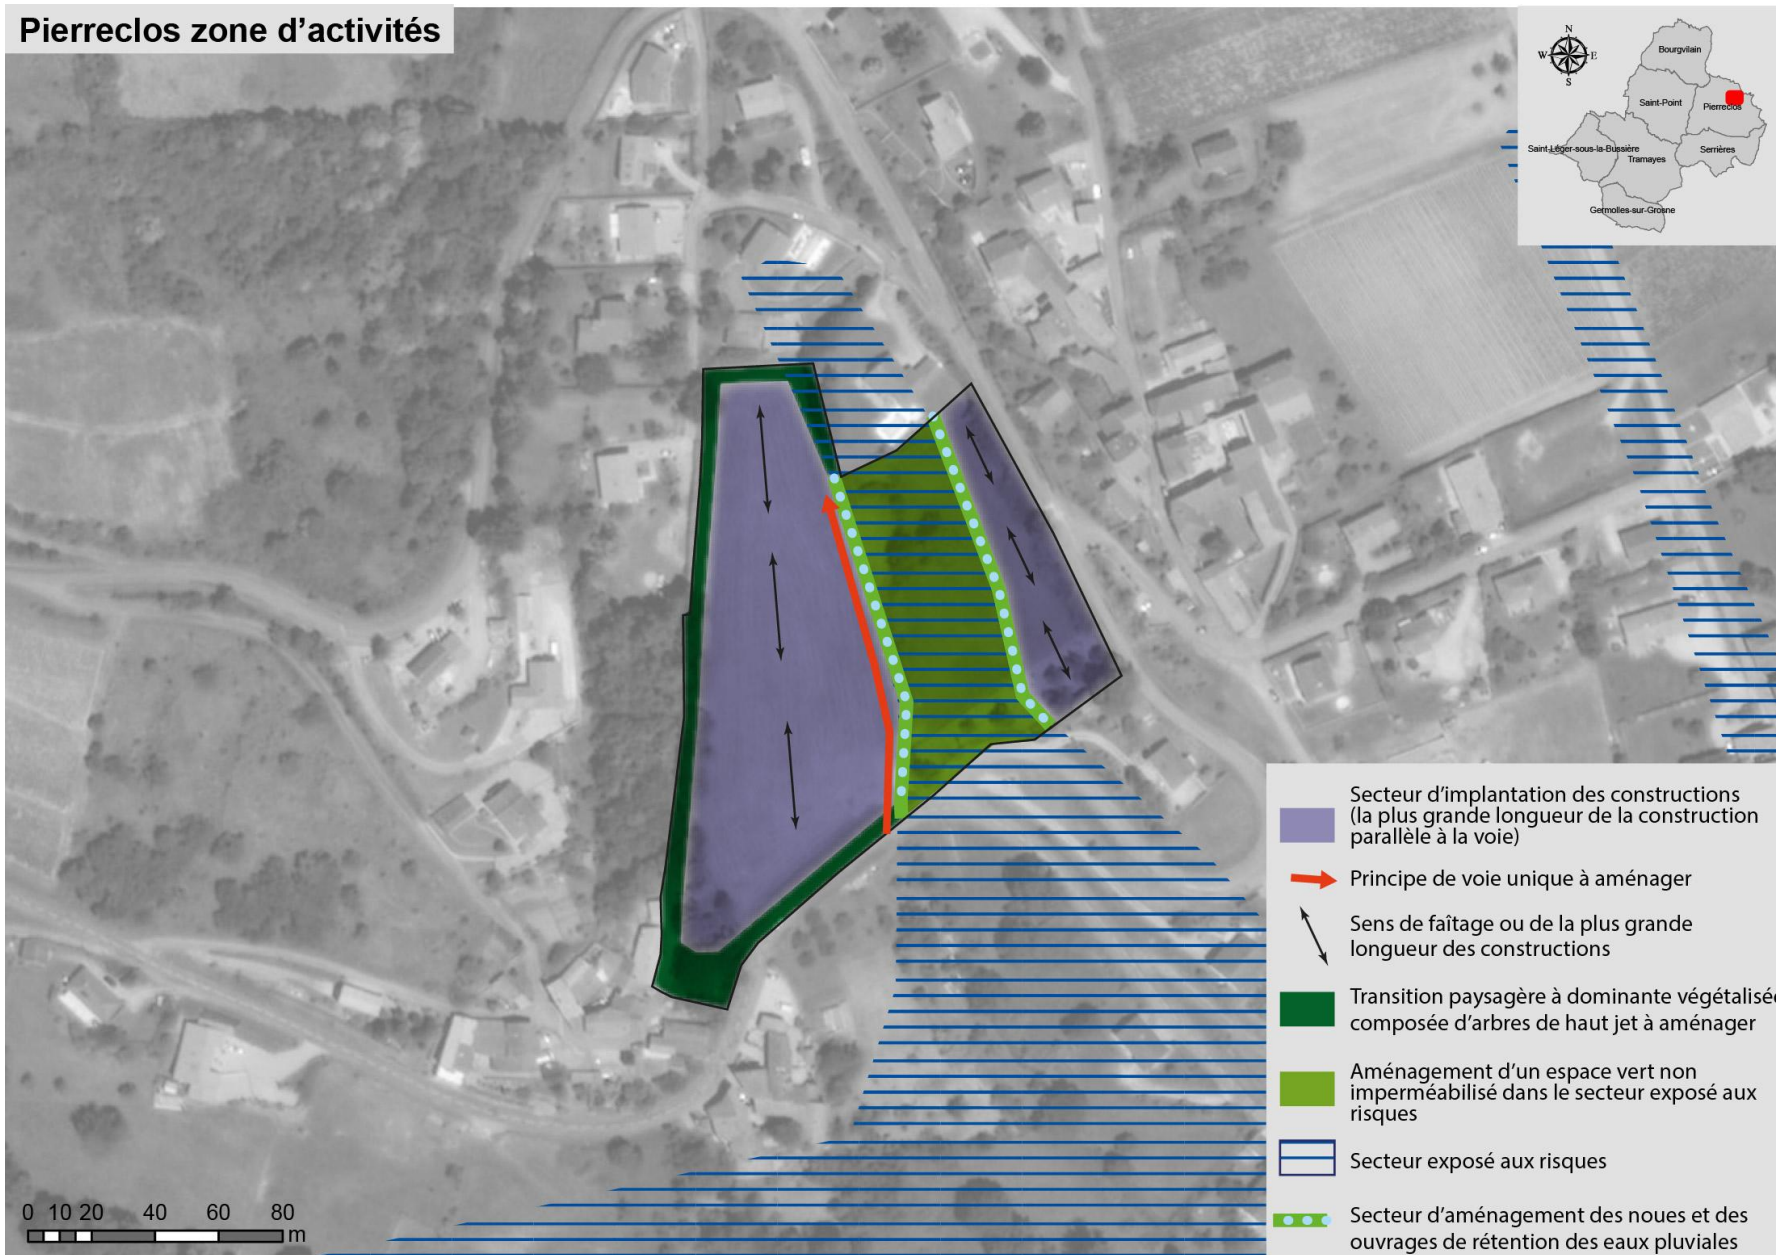 Pierreclos zone d’activités
N
W E
S
Bourgvilain
Saint-Point
Pierreclos
Saint-Léger-sous-la-Bussière
Tramayes
Serrières
Germolles-sur-Grosne
Secteur d’implantation des constructions
(la plus grande longueur de la construction
parallèle à la voie)
Principe de voie unique à aménager
Sens de faîtage ou de la plus grande
longueur des constructions
Transition paysagère à dominante végétalisée
composée d’arbres de haut jet à aménager
Aménagement d’un espace vert non
imperméabilisé dans le secteur exposé aux
risques
Secteur exposé aux risques
Secteur d’aménagement des noues et des
ouvrages de rétention des eaux pluviales
0 10 20 40 60 80
m